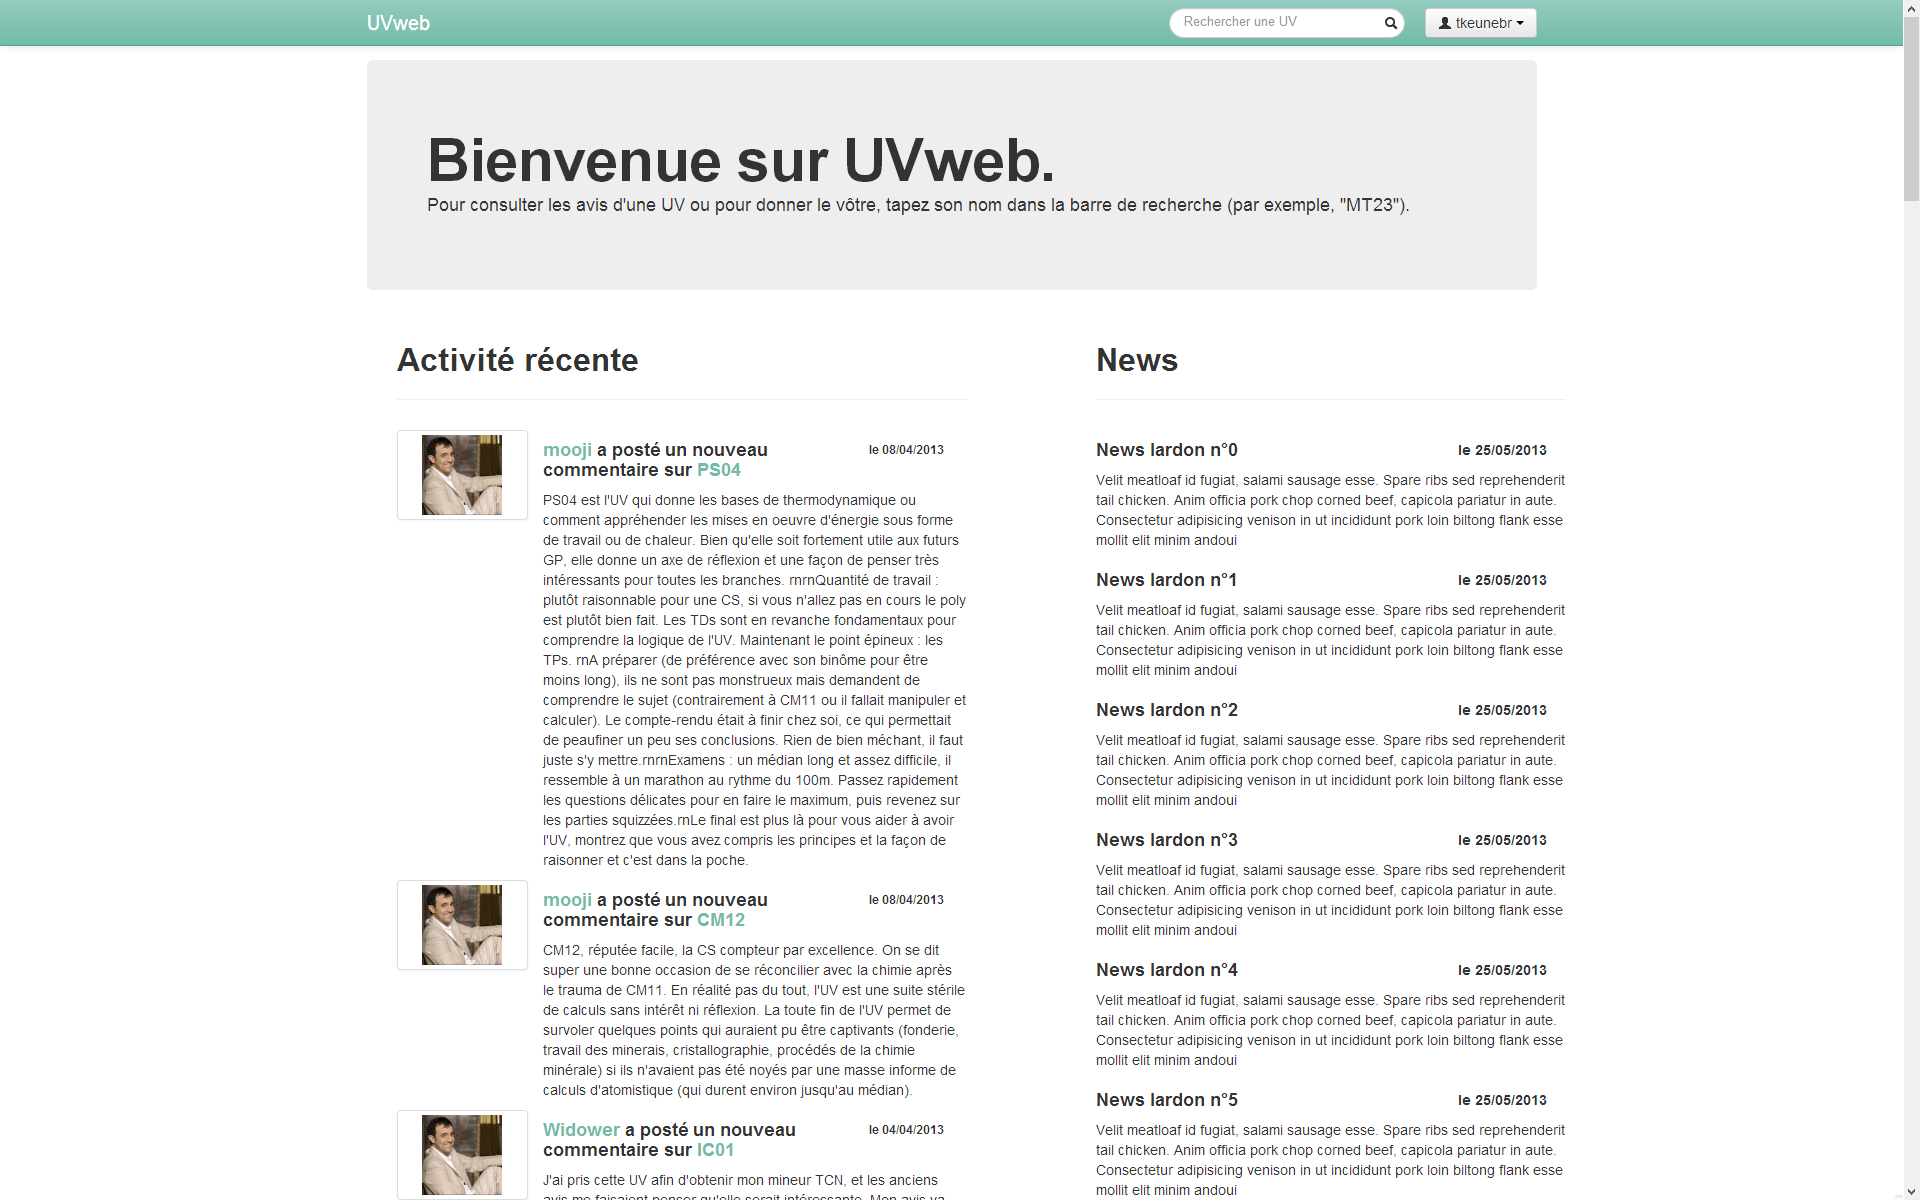 UVweb
Rechercher une UV
tkeunebr
Bienvenue sur UVweb.
Pour consulter les avis d'une UV ou pour donner le vôtre, tapez son nom dans la barre de recherche (par exemple, "MT23").
Activité récente
mooji a posté un nouveau
commentaire sur PS04
le 08/04/2013
PS04 est l'UV qui donne les bases de thermodynamique ou
comment appréhender les mises en oeuvre d'énergie sous forme
de travail ou de chaleur. Bien qu'elle soit fortement utile aux futurs
GP, elle donne un axe de réflexion et une façon de penser très
intéressants pour toutes les branches. rnrnQuantité de travail :
plutôt raisonnable pour une CS, si vous n'allez pas en cours le poly
est plutôt bien fait. Les TDs sont en revanche fondamentaux pour
comprendre la logique de l'UV. Maintenant le point épineux : les
TPs. rnA préparer (de préférence avec son binôme pour être
moins long), ils ne sont pas monstrueux mais demandent de
comprendre le sujet (contrairement à CM11 ou il fallait manipuler et
calculer). Le compte-rendu était à finir chez soi, ce qui permettait
de peaufiner un peu ses conclusions. Rien de bien méchant, il faut
juste s'y mettre.rnrnExamens : un médian long et assez difficile, il
ressemble à un marathon au rythme du 100m. Passez rapidement
les questions délicates pour en faire le maximum, puis revenez sur
les parties squizzées.rnLe final est plus là pour vous aider à avoir
l'UV, montrez que vous avez compris les principes et la façon de
raisonner et c'est dans la poche.
mooji a posté un nouveau
commentaire sur CM12
le 08/04/2013
CM12, réputée facile, la CS compteur par excellence. On se dit
super une bonne occasion de se réconcilier avec la chimie après
le trauma de CM11. En réalité pas du tout, l'UV est une suite stérile
de calculs sans intérêt ni réflexion. La toute fin de l'UV permet de
survoler quelques points qui auraient pu être captivants (fonderie,
travail des minerais, cristallographie, procédés de la chimie
minérale) si ils n'avaient pas été noyés par une masse informe de
calculs d'atomistique (qui durent environ jusqu'au médian).
Widower a posté un nouveau
commentaire sur IC01
le 04/04/2013
J'ai pris cette UV afin d'obtenir mon mineur TCN, et les anciens
avis me faisaient penser qu'elle serait intéressante. Mon avis va
News
News lardon n°0
le 25/05/2013
Velit meatloaf id fugiat, salami sausage esse. Spare ribs sed reprehenderit
tail chicken. Anim officia pork chop corned beef, capicola pariatur in aute.
Consectetur adipisicing venison in ut incididunt pork loin biltong flank esse
mollit elit minim andoui
News lardon n°1
le 25/05/2013
Velit meatloaf id fugiat, salami sausage esse. Spare ribs sed reprehenderit
tail chicken. Anim officia pork chop corned beef, capicola pariatur in aute.
Consectetur adipisicing venison in ut incididunt pork loin biltong flank esse
mollit elit minim andoui
News lardon n°2
le 25/05/2013
Velit meatloaf id fugiat, salami sausage esse. Spare ribs sed reprehenderit
tail chicken. Anim officia pork chop corned beef, capicola pariatur in aute.
Consectetur adipisicing venison in ut incididunt pork loin biltong flank esse
mollit elit minim andoui
News lardon n°3
le 25/05/2013
Velit meatloaf id fugiat, salami sausage esse. Spare ribs sed reprehenderit
tail chicken. Anim officia pork chop corned beef, capicola pariatur in aute.
Consectetur adipisicing venison in ut incididunt pork loin biltong flank esse
mollit elit minim andoui
News lardon n°4
le 25/05/2013
Velit meatloaf id fugiat, salami sausage esse. Spare ribs sed reprehenderit
tail chicken. Anim officia pork chop corned beef, capicola pariatur in aute.
Consectetur adipisicing venison in ut incididunt pork loin biltong flank esse
mollit elit minim andoui
News lardon n°5
le 25/05/2013
Velit meatloaf id fugiat, salami sausage esse. Spare ribs sed reprehenderit
tail chicken. Anim officia pork chop corned beef, capicola pariatur in aute.
Consectetur adipisicing venison in ut incididunt pork loin biltong flank esse
mollit elit minim andoui